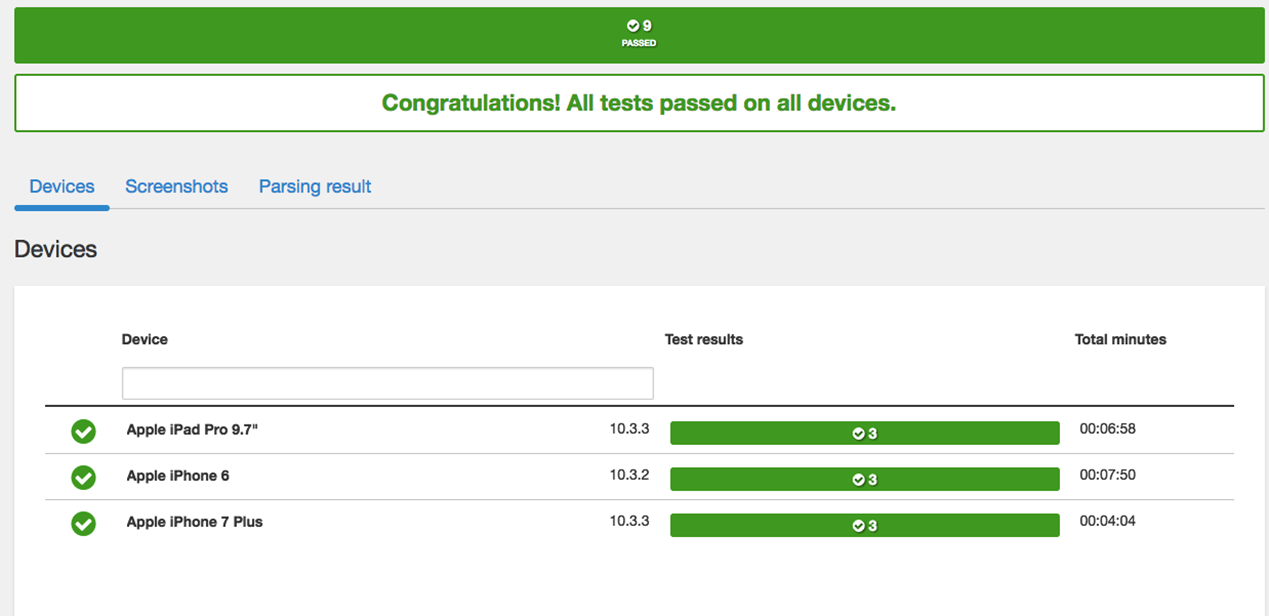 9
PASSED
Congratulations! All tests passed on all devices.
Devices Screenshots Parsing result
Devices
Device Test results Total minutes
Apple iPad Pro 9.7" 10.3.3 3 00:06:58
Apple iPhone 6 10.3.2 3 00:07:50
Apple iPhone 7 Plus 10.3.3 3 00:04:04